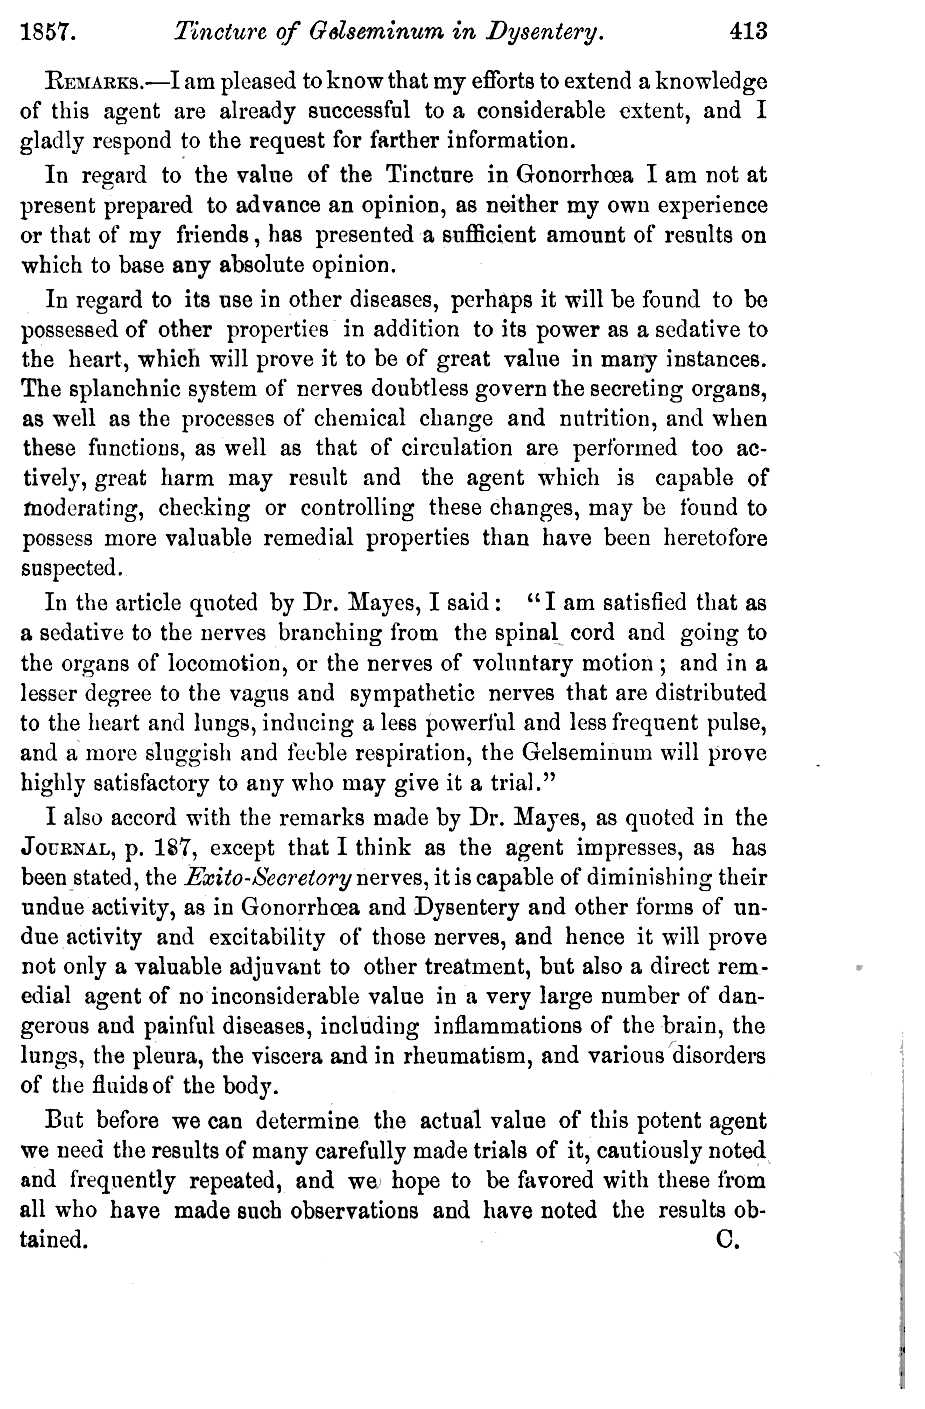 1857. Tincture of Gelseminum in Dysentery. 413
REMARKS.—I am pleased to know that my efforts to extend a knowledge
of this agent are already successful to a considerable extent, and I
gladly respond to the request for farther information.
In regard to the value of the Tincture in Gonorrhœa I am not at
present prepared to advance an opinion, as neither my own experience
or that of my friends, has presented a sufficient amount of results on
which to base any absolute opinion.
In regard to its use in other diseases, perhaps it will be found to be
possessed of other properties in addition to its power as a sedative to
the heart, which will prove it to be of great value in many instances.
The splanchnic system of nerves doubtless govern the secreting organs,
as well as the processes of chemical change and nutrition, and when
these functions, as well as that of circulation are performed too ac-
tively, great harm may result and the agent which is capable of
moderating, checking or controlling these changes, may be found to
possess more valuable remedial properties than have been heretofore
suspected.
In the article quoted by Dr. Mayes, I said: "I am satisfied that as
a sedative to the nerves branching from the spinal cord and going to
the organs of locomotion, or the nerves of voluntary motion; and in a
lesser degree to the vagus and sympathetic nerves that are distributed
to the heart and lungs, inducing a less powerful and less frequent pulse,
and a more sluggish and feeble respiration, the Gelseminum will prove
highly satisfactory to any who may give it a trial."
I also accord with the remarks made by Dr. Mayes, as quoted in the
JOURNAL, p. 187, except that I think as the agent impresses, as has
been stated, the Exito-Secretory nerves, it is capable of diminishing their
undue activity, as in Gonorrhœa and Dysentery and other forms of un-
due activity and excitability of those nerves, and hence it will prove
not only a valuable adjuvant to other treatment, but also a direct rem-
edial agent of no inconsiderable value in a very large number of dan-
gerous and painful diseases, including inflammations of the brain, the
lungs, the pleura, the viscera and in rheumatism, and various disorders
of the fluids of the body.
But before we can determine the actual value of this potent agent
we need the results of many carefully made trials of it, cautiously noted
and frequently repeated, and we hope to be favored with these from
all who have made such observations and have noted the results ob-
tained. C.